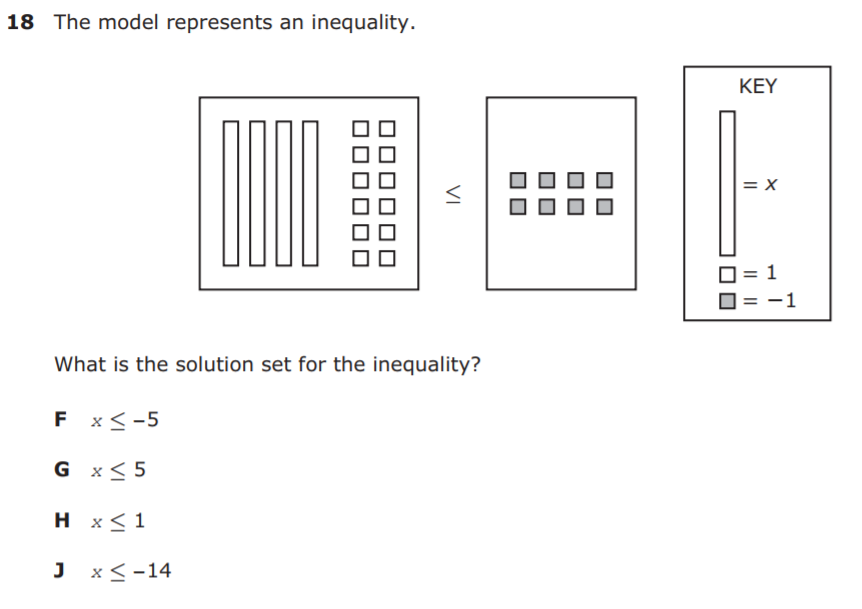 18 The model represents an inequality.
≤
KEY
= x
= 1
= −1
What is the solution set for the inequality?
F x ≤ −5
G x ≤ 5
H x ≤ 1
J x ≤ −14